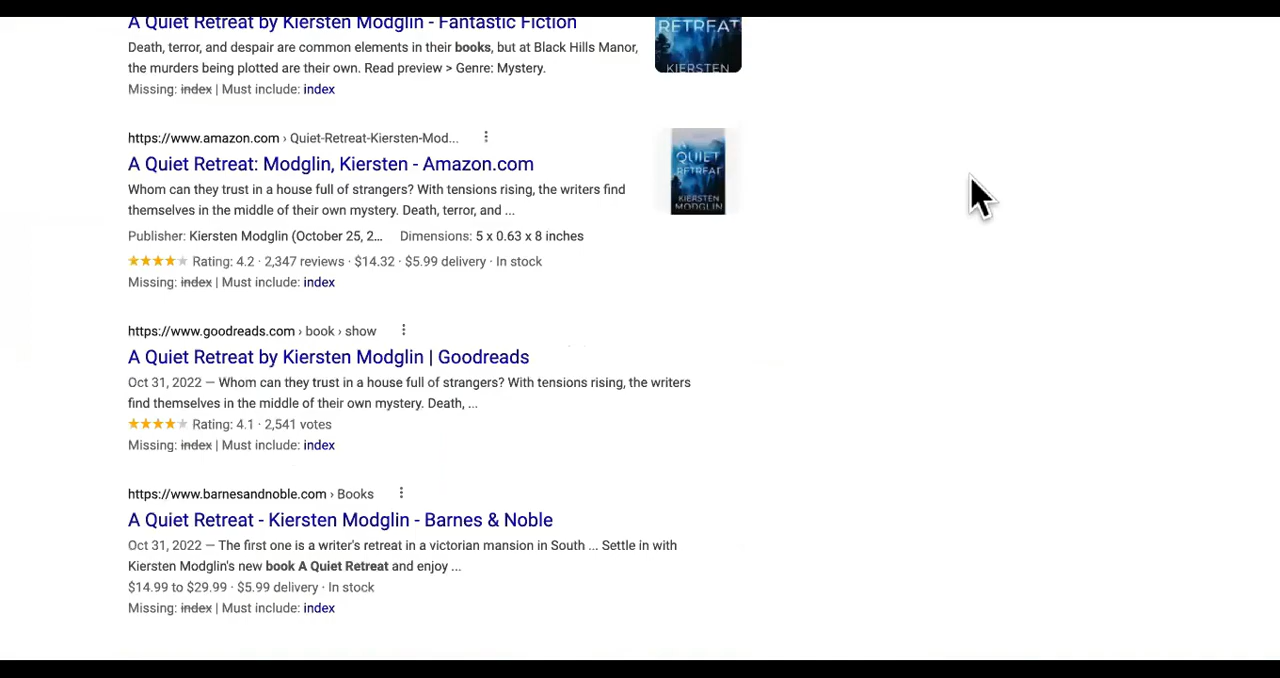 A Quiet Retreat by Kiersten Modglin - Fantastic Fiction
Death, terror, and despair are common elements in their books, but at Black Hills Manor,
the murders being plotted are their own. Read preview > Genre: Mystery.
Missing: index | Must include: index
RETREAT
KIERSTEN
https://www.amazon.com › Quiet-Retreat-Kiersten-Mod...
A Quiet Retreat: Modglin, Kiersten - Amazon.com
Whom can they trust in a house full of strangers? With tensions rising, the writers find
themselves in the middle of their own mystery. Death, terror, and ...
Publisher: Kiersten Modglin (October 25, 2... Dimensions: 5 x 0.63 x 8 inches
Rating: 4.2 · 2,347 reviews · $14.32 · $5.99 delivery · In stock
Missing: index | Must include: index
QUIET
RETREAT
KIERSTEN
MODGLIN
https://www.goodreads.com › book › show
A Quiet Retreat by Kiersten Modglin | Goodreads
Oct 31, 2022 — Whom can they trust in a house full of strangers? With tensions rising, the writers
find themselves in the middle of their own mystery. Death, ...
Rating: 4.1 · 2,541 votes
Missing: index | Must include: index
https://www.barnesandnoble.com › Books
A Quiet Retreat - Kiersten Modglin - Barnes & Noble
Oct 31, 2022 — The first one is a writer's retreat in a victorian mansion in South ... Settle in with
Kiersten Modglin's new book A Quiet Retreat and enjoy ...
$14.99 to $29.99 · $5.99 delivery · In stock
Missing: index | Must include: index